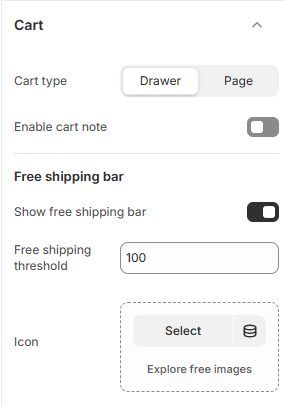 Cart
Cart type
Drawer
Page
Enable cart note
Free shipping bar
Show free shipping bar
Free shipping
threshold
100
Icon
Select
Explore free images